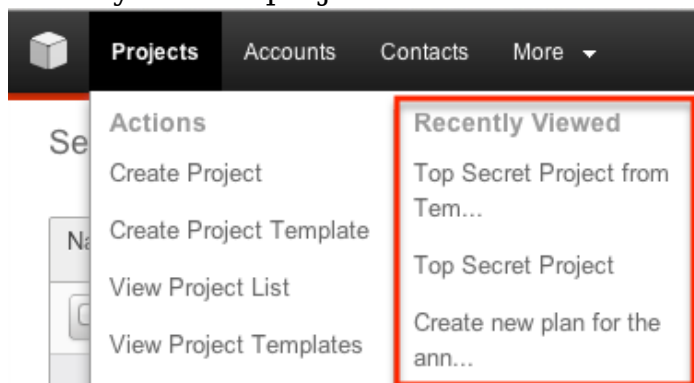 Projects Accounts Contacts More
Actions
Create Project
Create Project Template
View Project List
View Project Templates
Recently Viewed
Top Secret Project from
Tem...
Top Secret Project
Create new plan for the
ann...
Se
Na